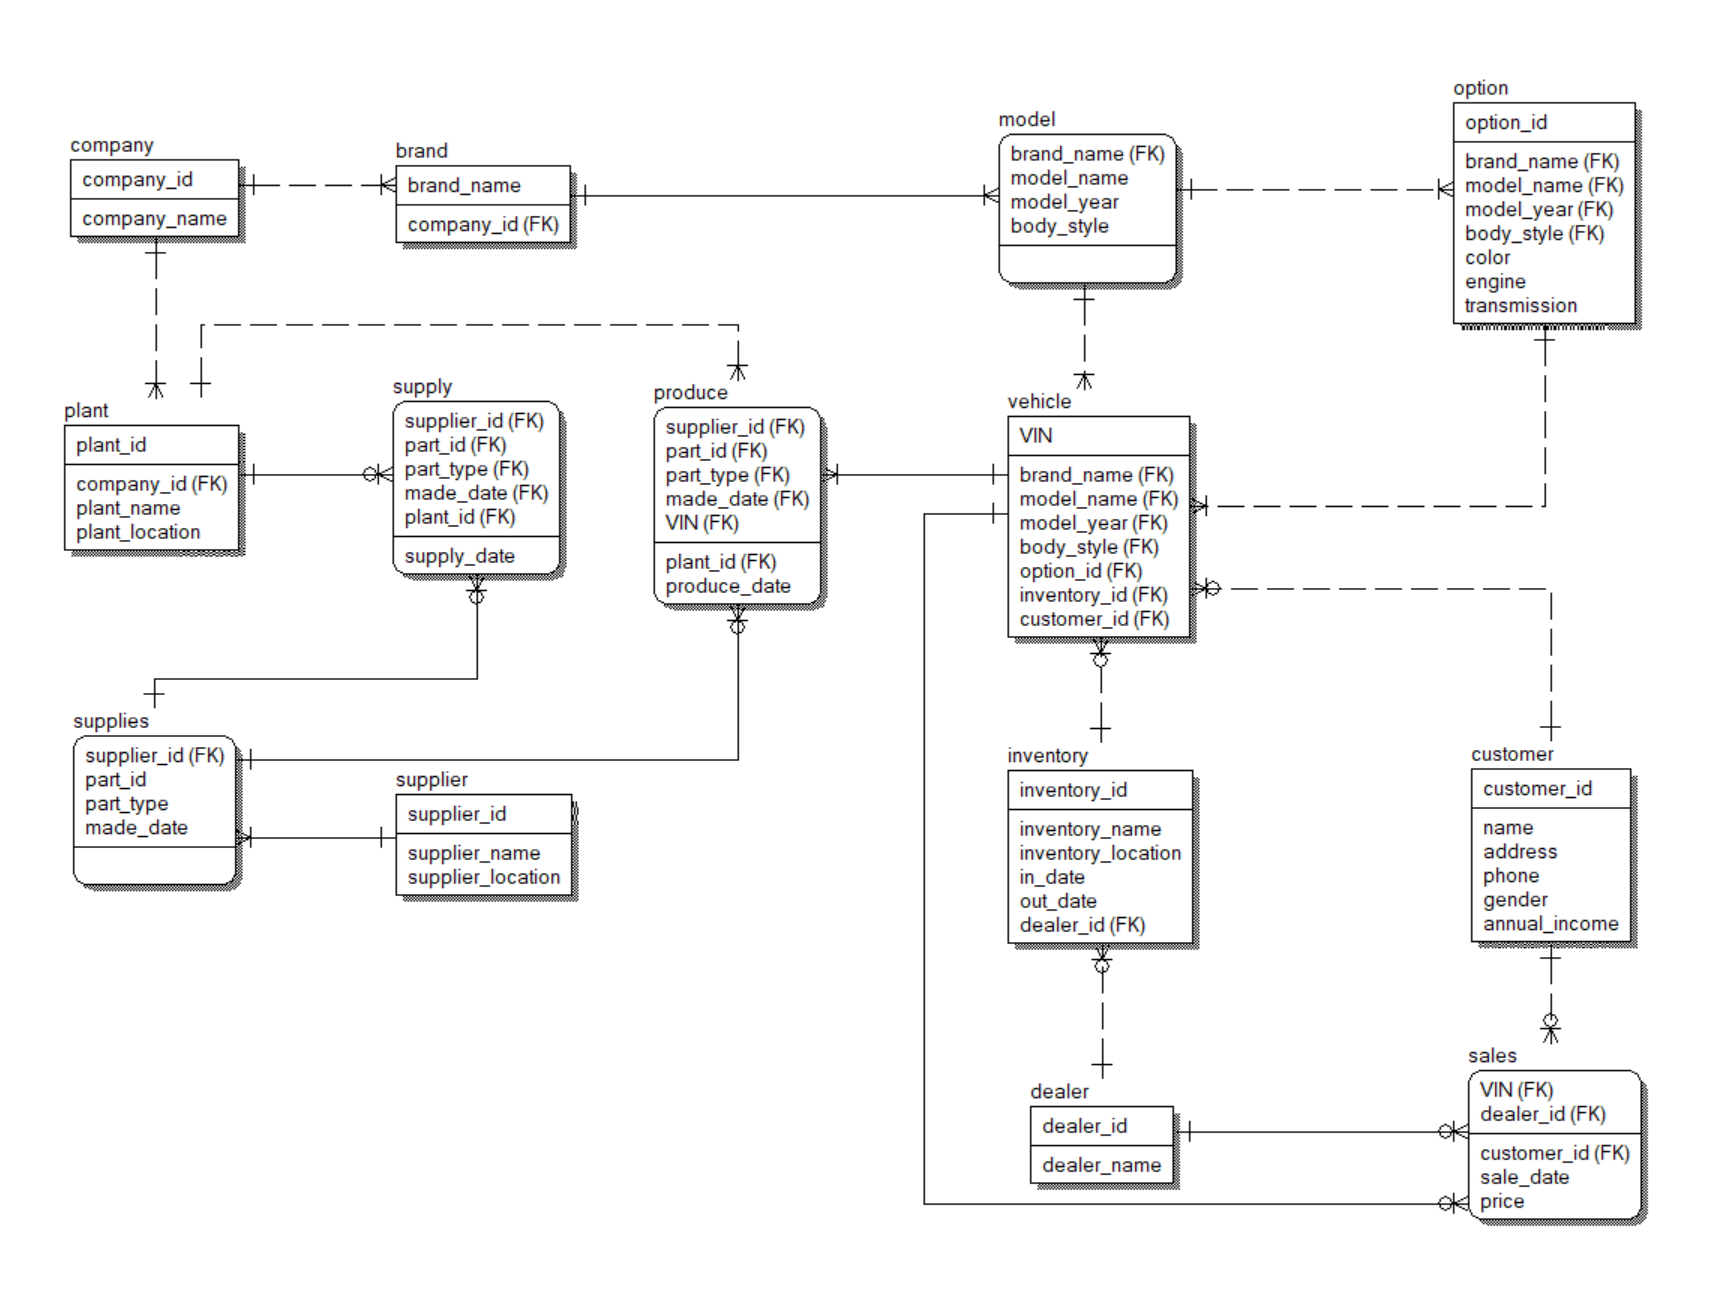 company
company_id
company_name
brand
brand_name
company_id (FK)
model
brand_name (FK)
model_name
model_year
body_style
option
option_id
brand_name (FK)
model_name (FK)
model_year (FK)
body_style (FK)
color
engine
transmission
plant
plant_id
company_id (FK)
plant_name
plant_location
supply
supplier_id (FK)
part_id (FK)
part_type (FK)
made_date (FK)
plant_id (FK)
supply_date
produce
supplier_id (FK)
part_id (FK)
part_type (FK)
made_date (FK)
VIN (FK)
plant_id (FK)
produce_date
vehicle
VIN
brand_name (FK)
model_name (FK)
model_year (FK)
body_style (FK)
option_id (FK)
inventory_id (FK)
customer_id (FK)
supplies
supplier_id (FK)
part_id
part_type
made_date
supplier
supplier_id
supplier_name
supplier_location
inventory
inventory_id
inventory_name
inventory_location
in_date
out_date
dealer_id (FK)
customer
customer_id
name
address
phone
gender
annual_income
dealer
dealer_id
dealer_name
sales
VIN (FK)
dealer_id (FK)
customer_id (FK)
sale_date
price